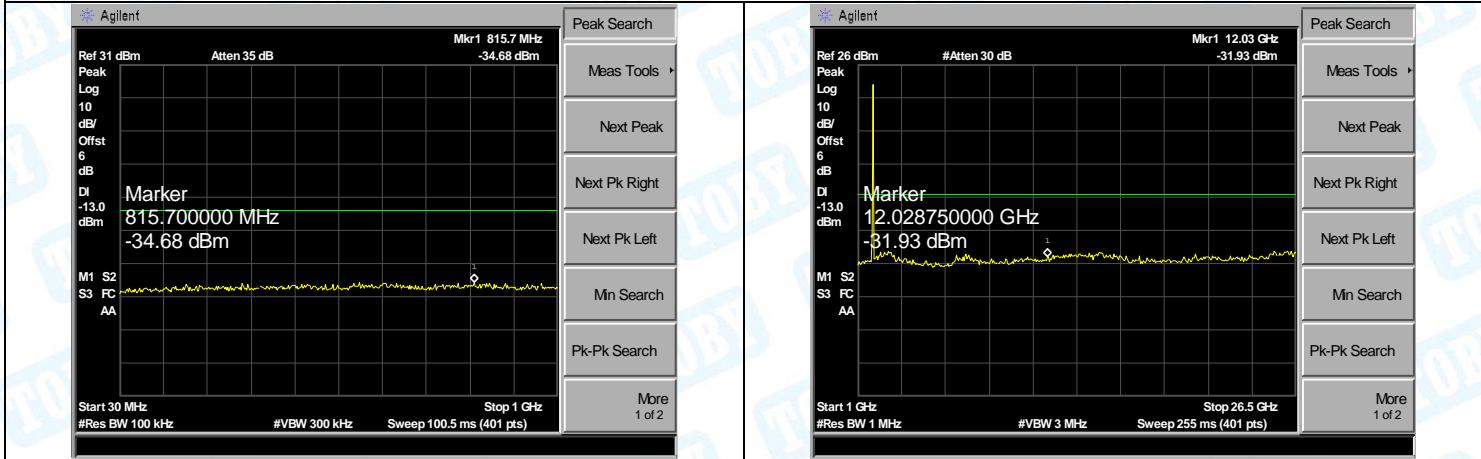 Agilent
Peak Search
Mkr1 815.7 MHz
Ref 31 dBm Atten 35 dB -34.68 dBm
Peak
Log
10
dB/
Offst
6
dB
DI
-13.0
dBm
Marker
815.700000 MHz
-34.68 dBm
1
M1 S2
S3 FC
AA
Start 30 MHz Stop 1 GHz
#Res BW 100 kHz #VBW 300 kHz Sweep 100.5 ms (401 pts)
Meas Tools
Next Peak
Next Pk Right
Next Pk Left
Min Search
Pk-Pk Search
More
1 of 2
Agilent
Peak Search
Mkr1 12.03 GHz
Ref 26 dBm #Atten 30 dB -31.93 dBm
Peak
Log
10
dB/
Offst
6
dB
DI
-13.0
dBm
Marker
12.028750000 GHz
-31.93 dBm
1
M1 S2
S3 FC
AA
Start 1 GHz Stop 26.5 GHz
#Res BW 1 MHz #VBW 3 MHz Sweep 255 ms (401 pts)
Meas Tools
Next Peak
Next Pk Right
Next Pk Left
Min Search
Pk-Pk Search
More
1 of 2
TOBY